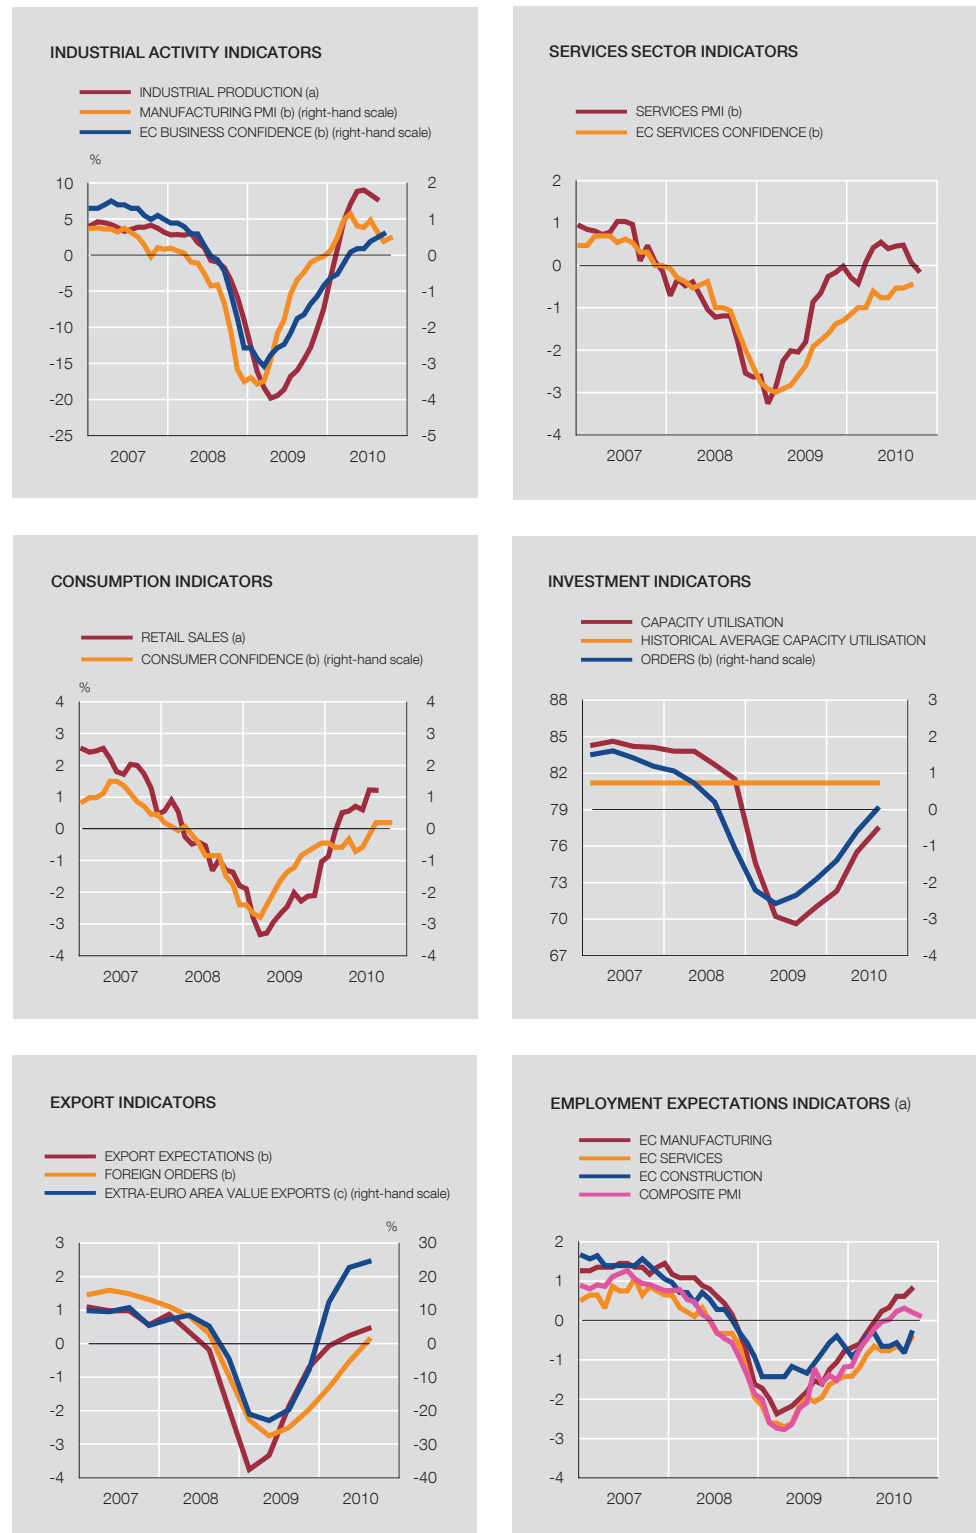 INDUSTRIAL ACTIVITY INDICATORS
INDUSTRIAL PRODUCTION (a)
MANUFACTURING PMI (b) (right-hand scale)
EC BUSINESS CONFIDENCE (b) (right-hand scale)
%
10 2
5 1
0 0
-5 -1
-10 -2
-15 -3
-20 -4
-25 -5
2007 2008 2009 2010
SERVICES SECTOR INDICATORS
SERVICES PMI (b)
EC SERVICES CONFIDENCE (b)
2
1
0
-1
-2
-3
-4
2007 2008 2009 2010
CONSUMPTION INDICATORS
RETAIL SALES (a)
CONSUMER CONFIDENCE (b) (right-hand scale)
%
4 4
3 3
2 2
1 1
0 0
-1 -1
-2 -2
-3 -3
-4 -4
2007 2008 2009 2010
INVESTMENT INDICATORS
CAPACITY UTILISATION
HISTORICAL AVERAGE CAPACITY UTILISATION
ORDERS (b) (right-hand scale)
88 3
85 2
82 1
79 0
76 -1
73 -2
70 -3
67 -4
2007 2008 2009 2010
EXPORT INDICATORS
EXPORT EXPECTATIONS (b)
FOREIGN ORDERS (b)
EXTRA-EURO AREA VALUE EXPORTS (c) (right-hand scale)
%
3 30
2 20
1 10
0 0
-1 -10
-2 -20
-3 -30
-4 -40
2007 2008 2009 2010
EMPLOYMENT EXPECTATIONS INDICATORS (a)
EC MANUFACTURING
EC SERVICES
EC CONSTRUCTION
COMPOSITE PMI
2
1
0
-1
-2
-3
-4
2007 2008 2009 2010